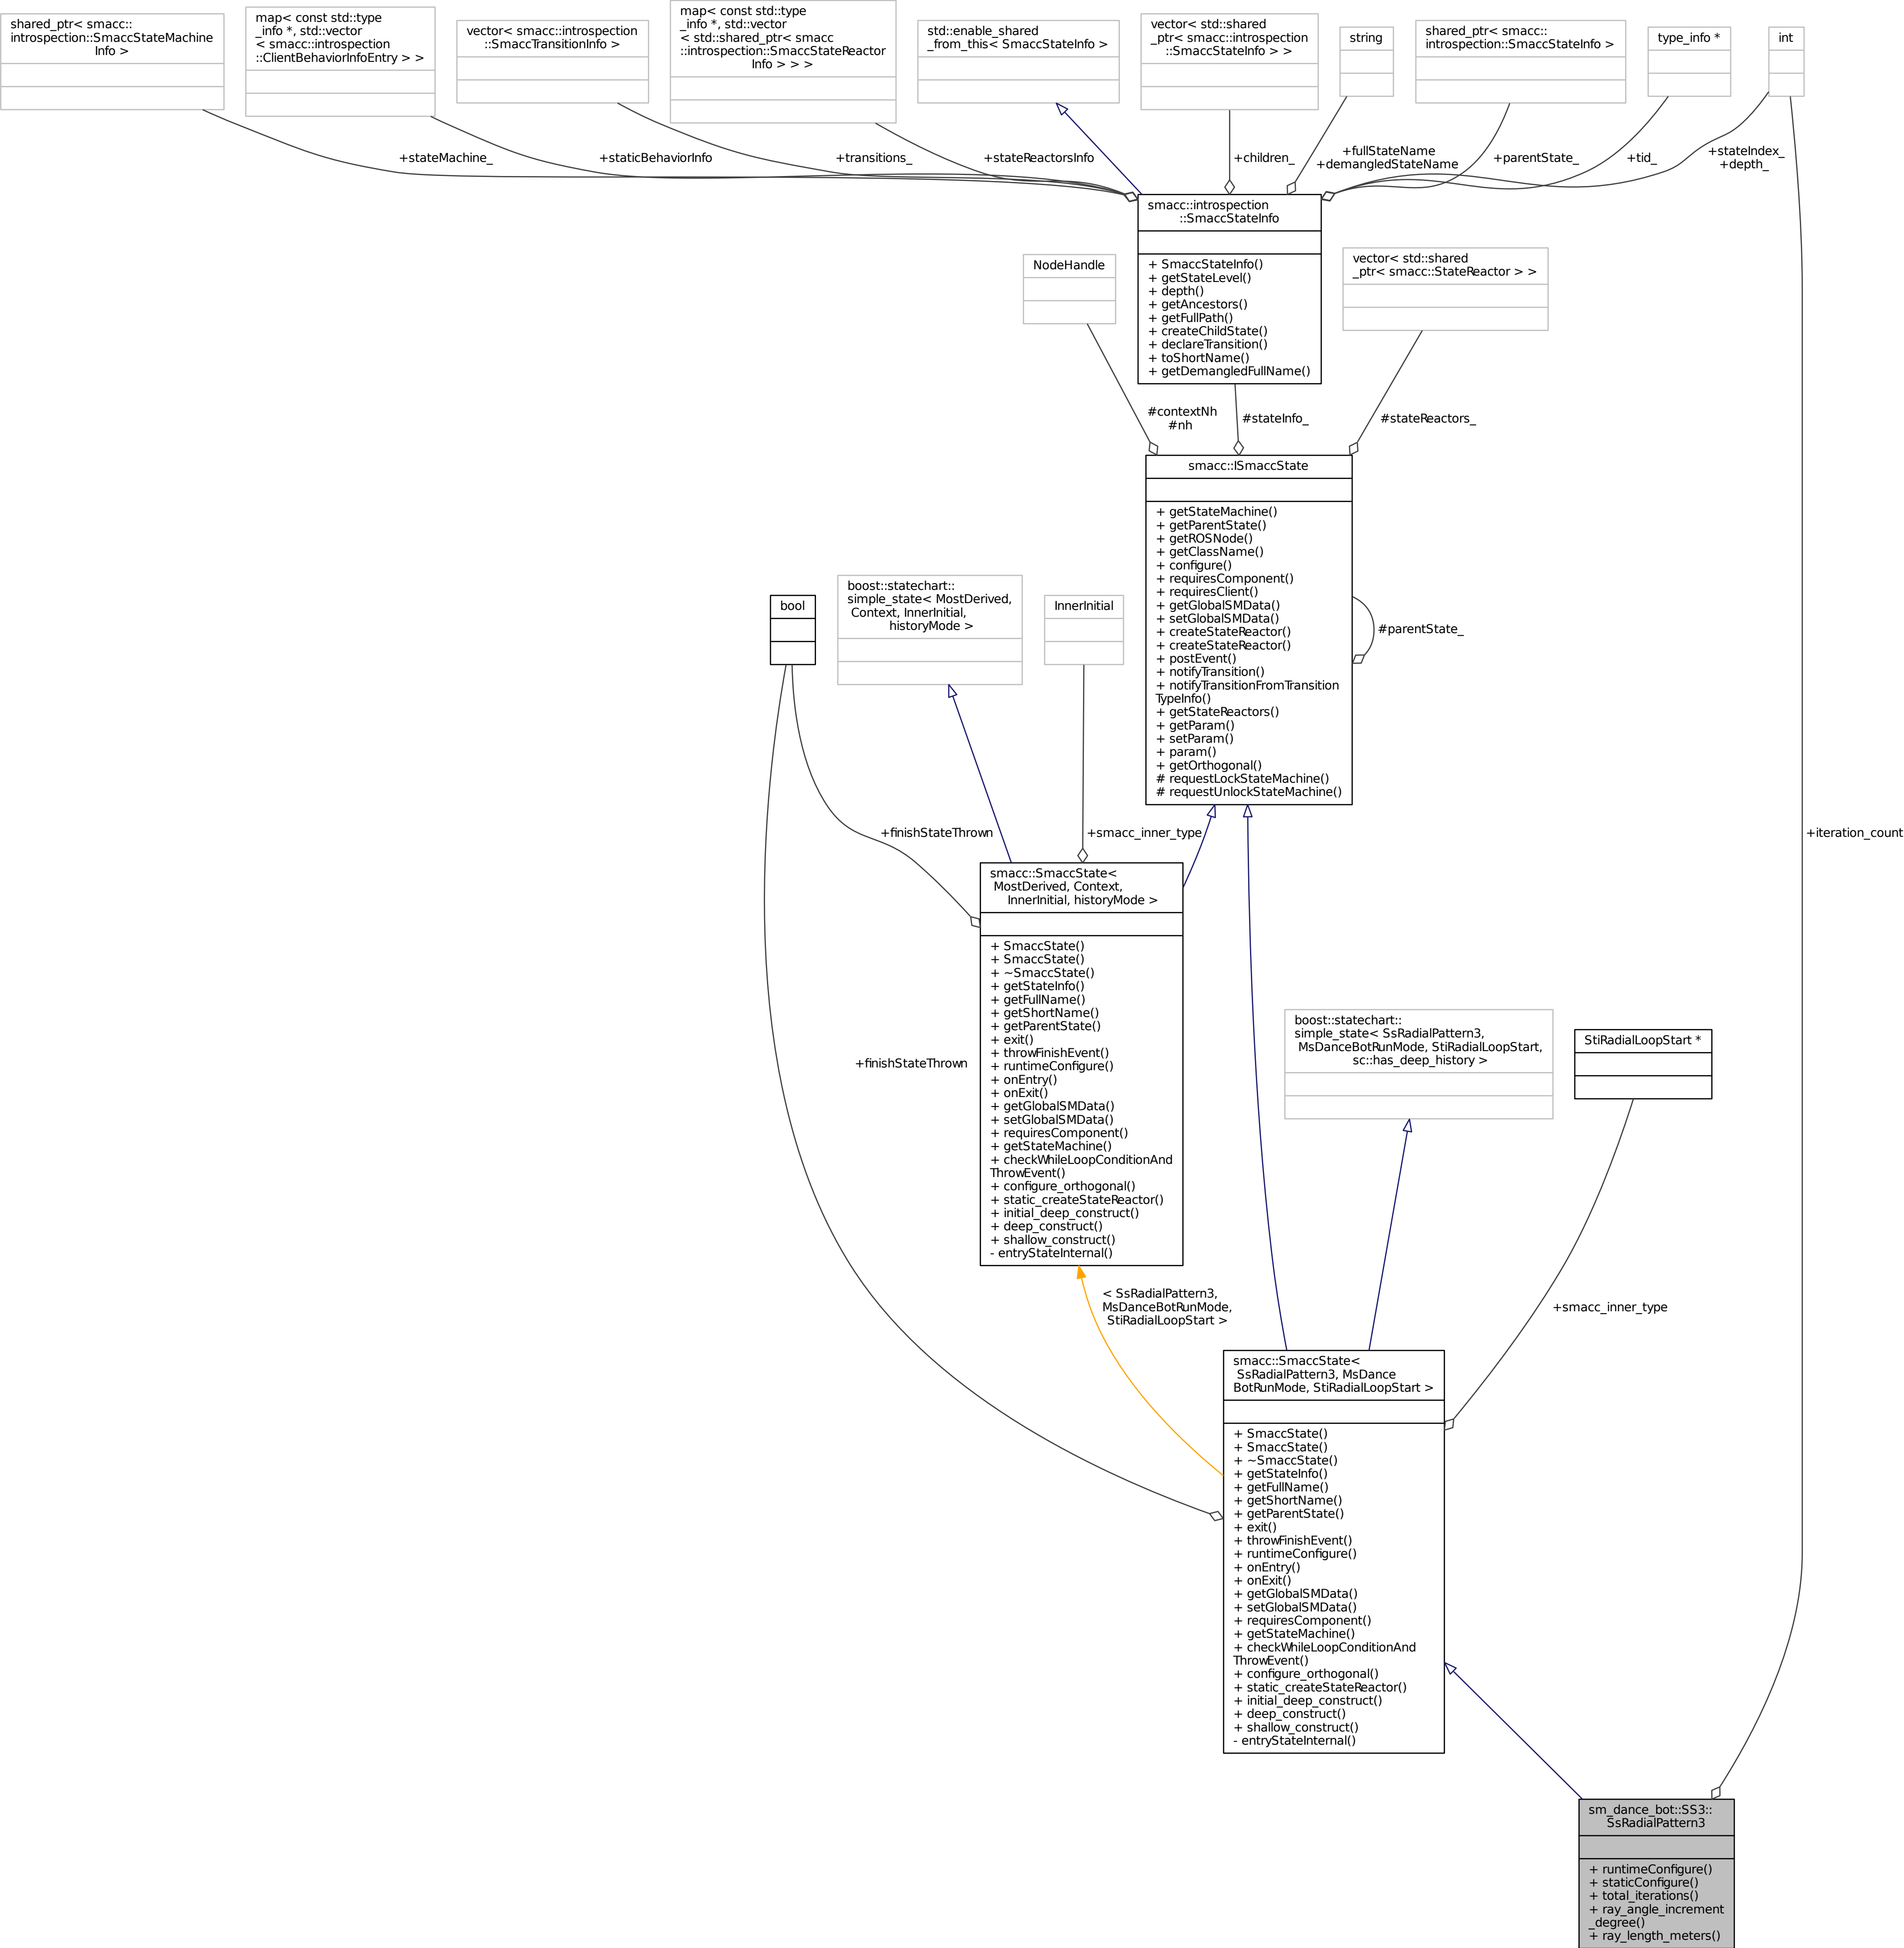 shared_ptr< smacc::
introspection::SmaccStateMachine
Info >
map< const std::type
_info *, std::vector
< smacc::introspection
::ClientBehaviorInfoEntry > >
vector< smacc::introspection
::SmaccTransitionInfo >
map< const std::type
_info *, std::vector
< std::shared_ptr< smacc
::introspection::SmaccStateReactor
Info > > >
std::enable_shared
_from_this< SmaccStateInfo >
vector< std::shared
_ptr< smacc::introspection
::SmaccStateInfo > >
string
shared_ptr< smacc::
introspection::SmaccStateInfo >
type_info *
int
+stateMachine_
+staticBehaviorInfo
+transitions_
+stateReactorsInfo
+children_
+fullStateName
+demangledStateName
+parentState_
+tid_
+stateIndex_
+depth_
smacc::introspection
::SmaccStateInfo
+ SmaccStateInfo()
+ getStateLevel()
+ depth()
+ getAncestors()
+ getFullPath()
+ createChildState()
+ declareTransition()
+ toShortName()
+ getDemangledFullName()
NodeHandle
vector< std::shared
_ptr< smacc::StateReactor > >
#contextNh
#nh
#stateInfo_
#stateReactors_
smacc::ISmaccState
+ getStateMachine()
+ getParentState()
+ getROSNode()
+ getClassName()
+ configure()
+ requiresComponent()
+ requiresClient()
+ getGlobalSMData()
+ setGlobalSMData()
+ createStateReactor()
+ createStateReactor()
+ postEvent()
+ notifyTransition()
+ notifyTransitionFromTransition
TypeInfo()
+ getStateReactors()
+ getParam()
+ setParam()
+ param()
+ getOrthogonal()
# requestLockStateMachine()
# requestUnlockStateMachine()
#parentState_
bool
boost::statechart::
simple_state< MostDerived,
Context, InnerInitial,
historyMode >
InnerInitial
+finishStateThrown
+smacc_inner_type
+iteration_count
smacc::SmaccState<
MostDerived, Context,
InnerInitial, historyMode >
+ SmaccState()
+ SmaccState()
+ ~SmaccState()
+ getStateInfo()
+ getFullName()
+ getShortName()
+ getParentState()
+ exit()
+ throwFinishEvent()
+ runtimeConfigure()
+ onEntry()
+ onExit()
+ getGlobalSMData()
+ setGlobalSMData()
+ requiresComponent()
+ getStateMachine()
+ checkWhileLoopConditionAnd
ThrowEvent()
+ configure_orthogonal()
+ static_createStateReactor()
+ initial_deep_construct()
+ deep_construct()
+ shallow_construct()
- entryStateInternal()
+finishStateThrown
boost::statechart::
simple_state< SsRadialPattern3,
MsDanceBotRunMode, StiRadialLoopStart,
sc::has_deep_history >
StiRadialLoopStart *
< SsRadialPattern3,
MsDanceBotRunMode,
StiRadialLoopStart >
+smacc_inner_type
smacc::SmaccState<
SsRadialPattern3, MsDance
BotRunMode, StiRadialLoopStart >
+ SmaccState()
+ SmaccState()
+ ~SmaccState()
+ getStateInfo()
+ getFullName()
+ getShortName()
+ getParentState()
+ exit()
+ throwFinishEvent()
+ runtimeConfigure()
+ onEntry()
+ onExit()
+ getGlobalSMData()
+ setGlobalSMData()
+ requiresComponent()
+ getStateMachine()
+ checkWhileLoopConditionAnd
ThrowEvent()
+ configure_orthogonal()
+ static_createStateReactor()
+ initial_deep_construct()
+ deep_construct()
+ shallow_construct()
- entryStateInternal()
sm_dance_bot::SS3::
SsRadialPattern3
+ runtimeConfigure()
+ staticConfigure()
+ total_iterations()
+ ray_angle_increment
_degree()
+ ray_length_meters()